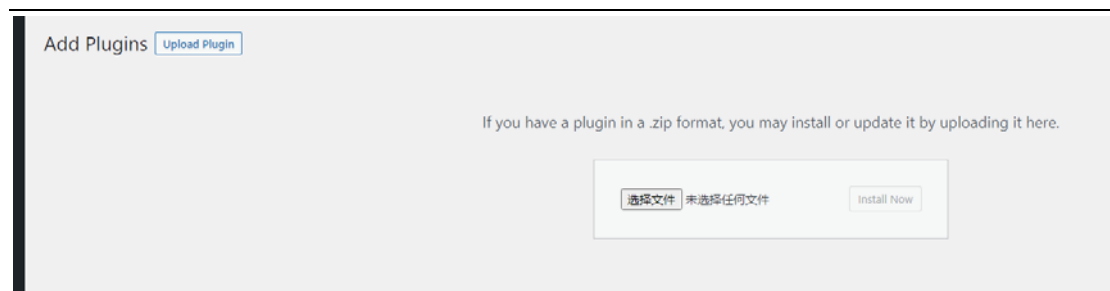 Add Plugins Upload Plugin
If you have a plugin in a .zip format, you may install or update it by uploading it here.
选择文件 未选择任何文件 Install Now